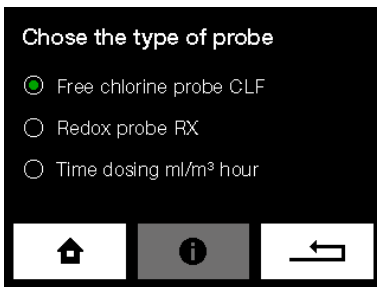 Chose the type of probe
Free chlorine probe CLF
Redox probe RX
Time dosing ml/m³ hour